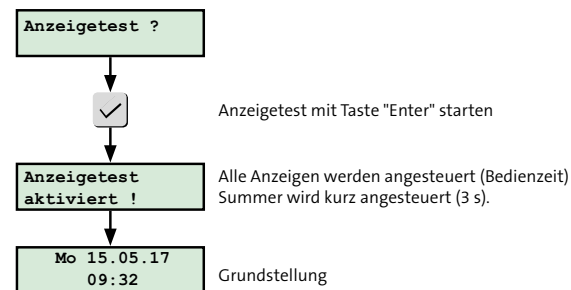 Anzeigetest ?
Anzeigetest mit Taste "Enter" starten
Anzeigetest
aktiviert !
Alle Anzeigen werden angesteuert (Bedienzeit)
Summer wird kurz angesteuert (3 s).
Mo 15.05.17
09:32
Grundstellung